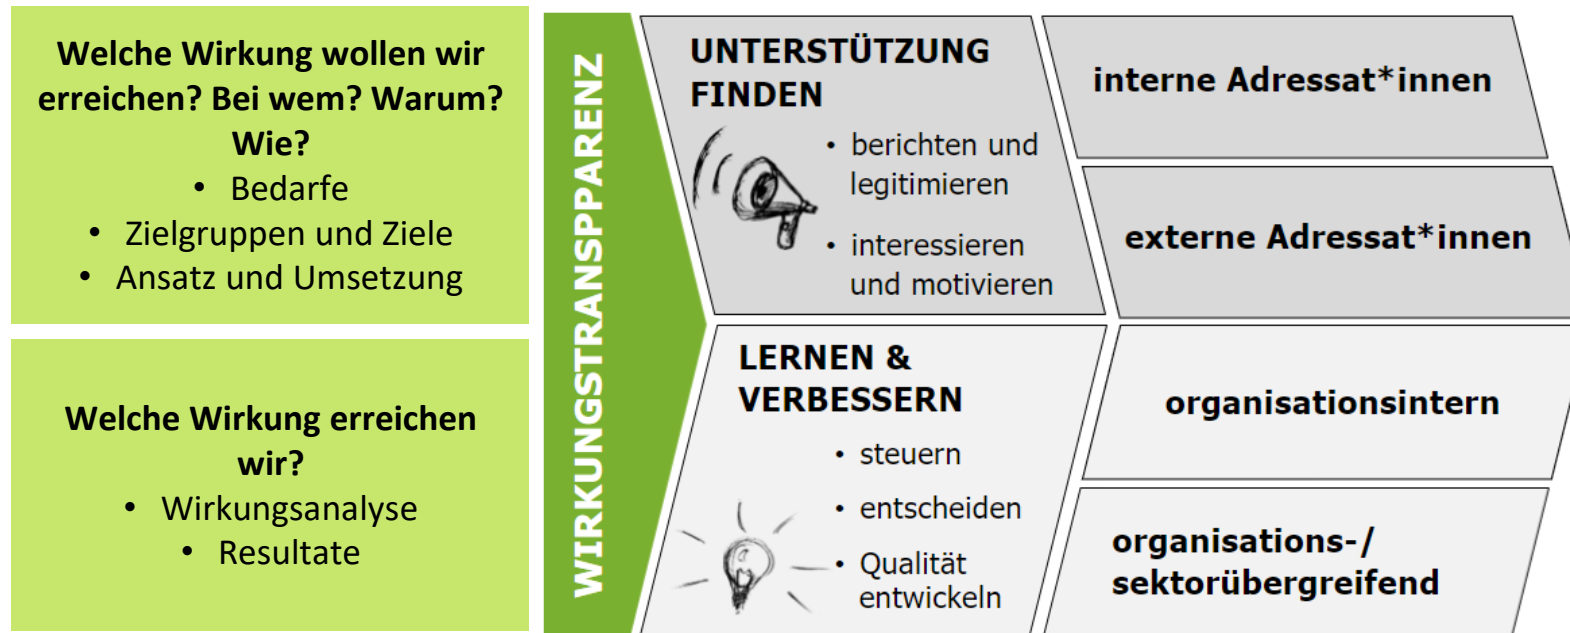 Welche Wirkung wollen wir
erreichen? Bei wem? Warum?
Wie?
• Bedarfe
• Zielgruppen und Ziele
• Ansatz und Umsetzung
Welche Wirkung erreichen
wir?
• Wirkungsanalyse
• Resultate
WIRKUNGSTRANSPPARENZ
UNTERSTÜTZUNG
FINDEN
• berichten und
legitimieren
• interessieren
und motivieren
interne Adressat*innen
externe Adressat*innen
LERNEN &
VERBESSERN
• steuern
• entscheiden
• Qualität
entwickeln
organisationsintern
organisations-/
sektorübergreifend